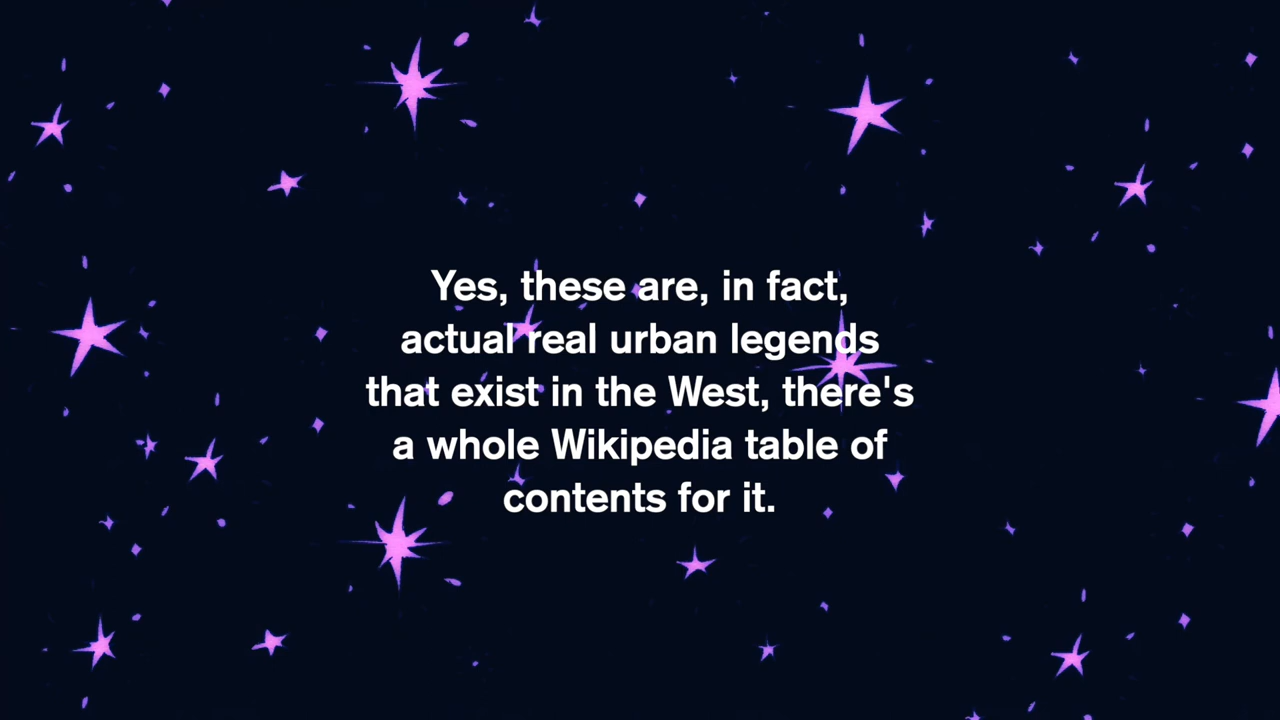 Yes, these are, in fact,
actual real urban legends
that exist in the West, there's
a whole Wikipedia table of
contents for it.